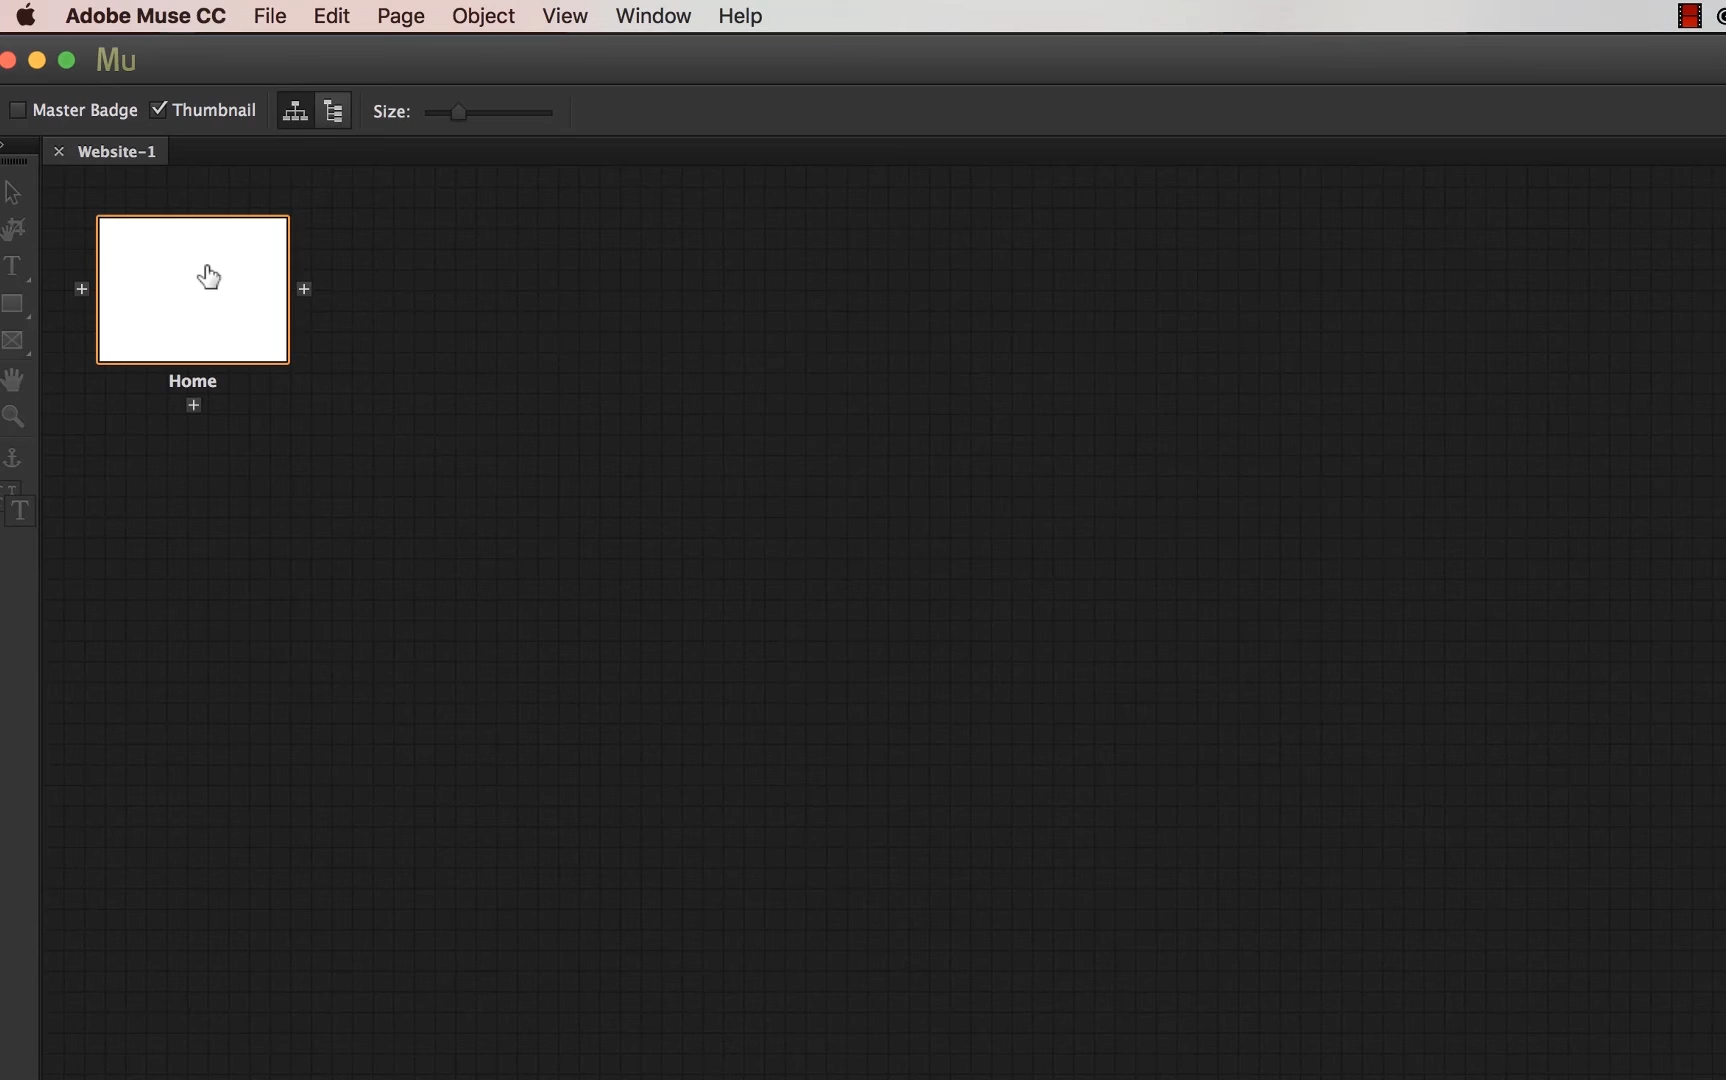 Adobe Muse CC File Edit Page Object View Window Help
Mu
Master Badge Thumbnail Size:
Website-1
T
Home
T
T